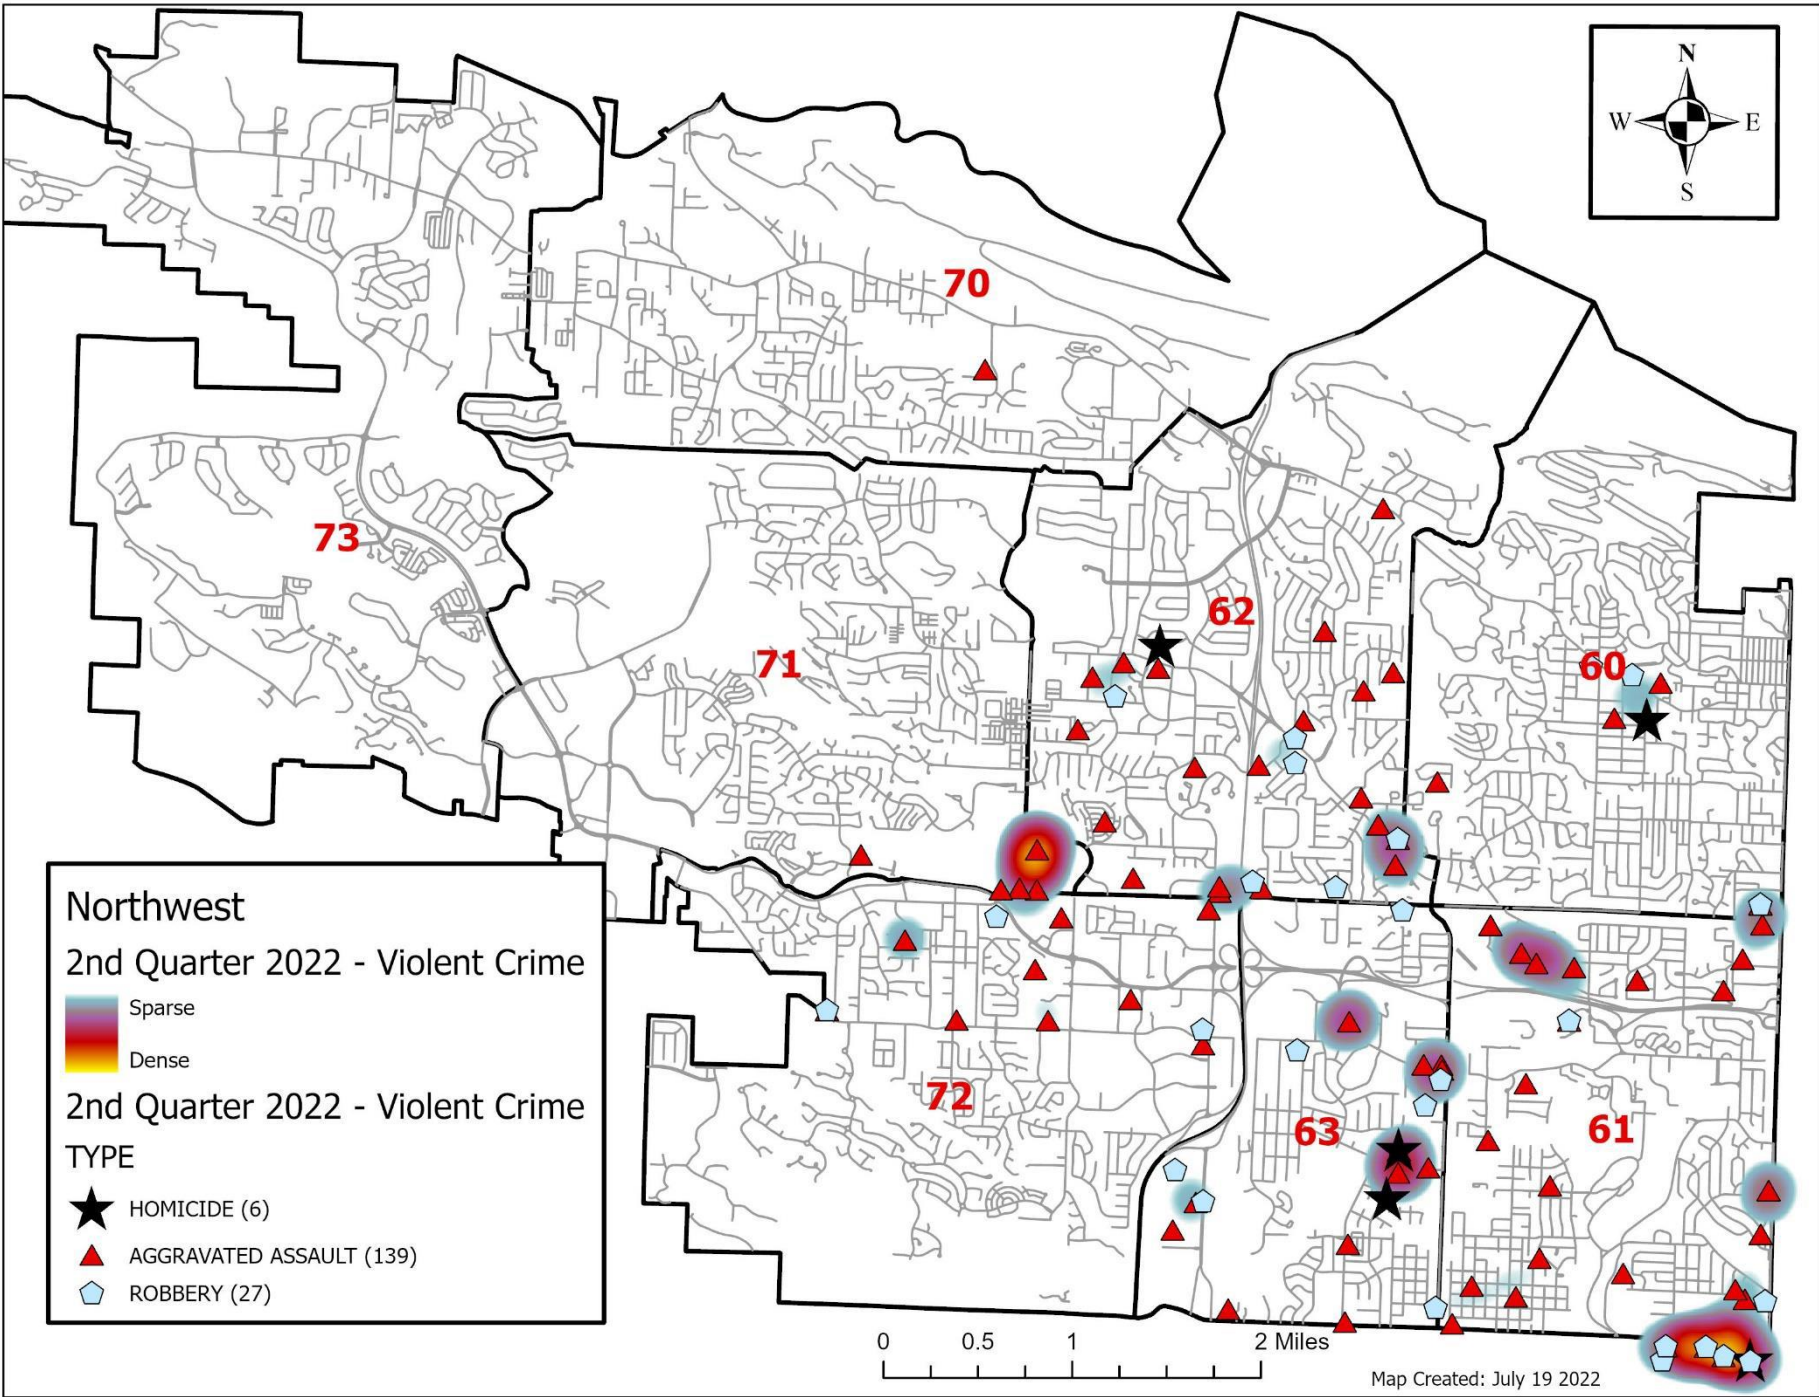 N
W E
S
70
73
62
71
60
72
63
61
Northwest
2nd Quarter 2022 - Violent Crime
Sparse
Dense
2nd Quarter 2022 - Violent Crime
TYPE
HOMICIDE (6)
AGGRAVATED ASSAULT (139)
ROBBERY (27)
0 0.5 1 2 Miles
Map Created: July 19 2022